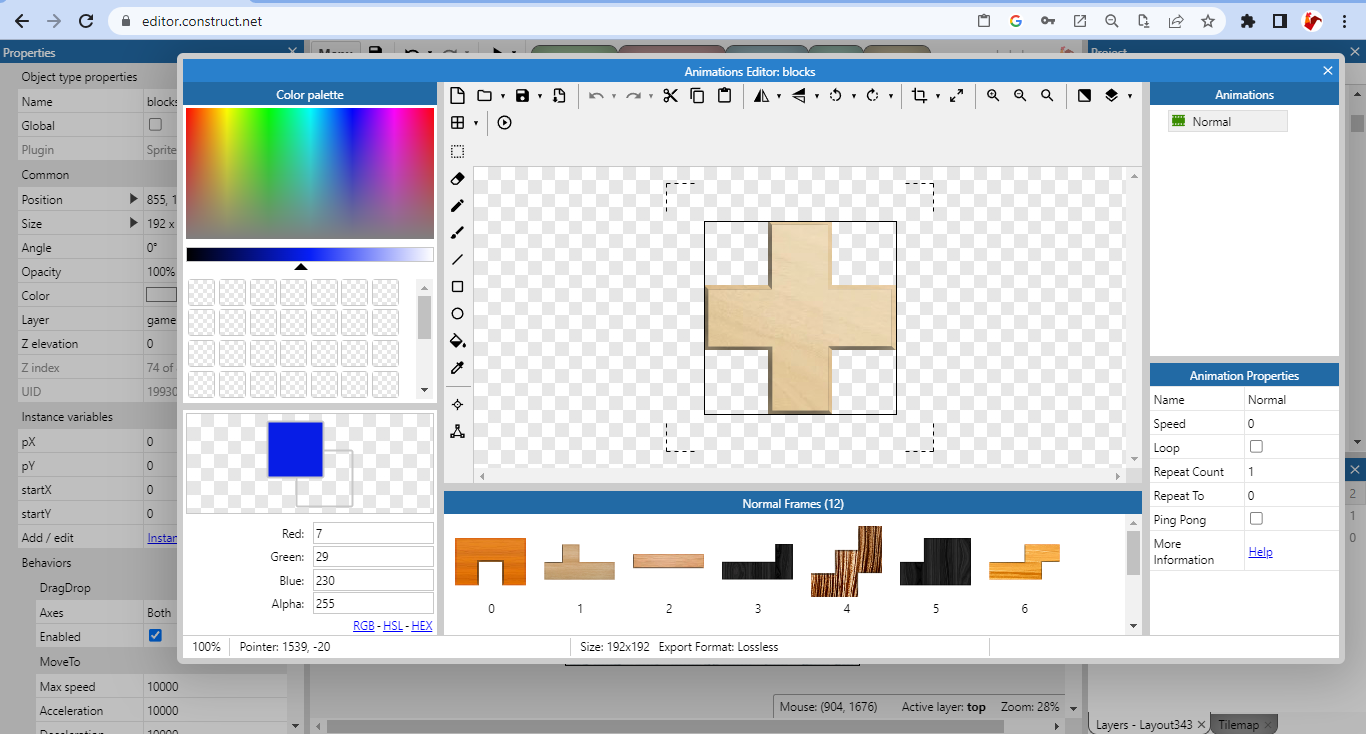 editor.construct.net
Properties
Object type properties
Name blocks
Global
Plugin Sprite
Common
Position 855, 1
Size 192 x
Angle 0°
Opacity 100%
Color
Layer game
Z elevation 0
Z index 74 of
UID 19930
Instance variables
pX 0
pY 0
startX 0
startY 0
Add / edit Instan
Behaviors
DragDrop
Axes Both
Enabled
MoveTo
Max speed 10000
Acceleration 10000
Menu
Project
Animations Editor: blocks
Color palette
Red: 7
Green: 29
Blue: 230
Alpha: 255
RGB - HSL - HEX
Normal Frames (12)
0 1 2 3 4 5 6
100% Pointer: 1539, -20 Size: 192x192 Export Format: Lossless
Animations
Normal
Animation Properties
Name Normal
Speed 0
Loop
Repeat Count 1
Repeat To 0
Ping Pong
More
Information Help
2
1
0
Mouse: (904, 1676) Active layer: top Zoom: 28%
Layers - Layout343 Tilemap